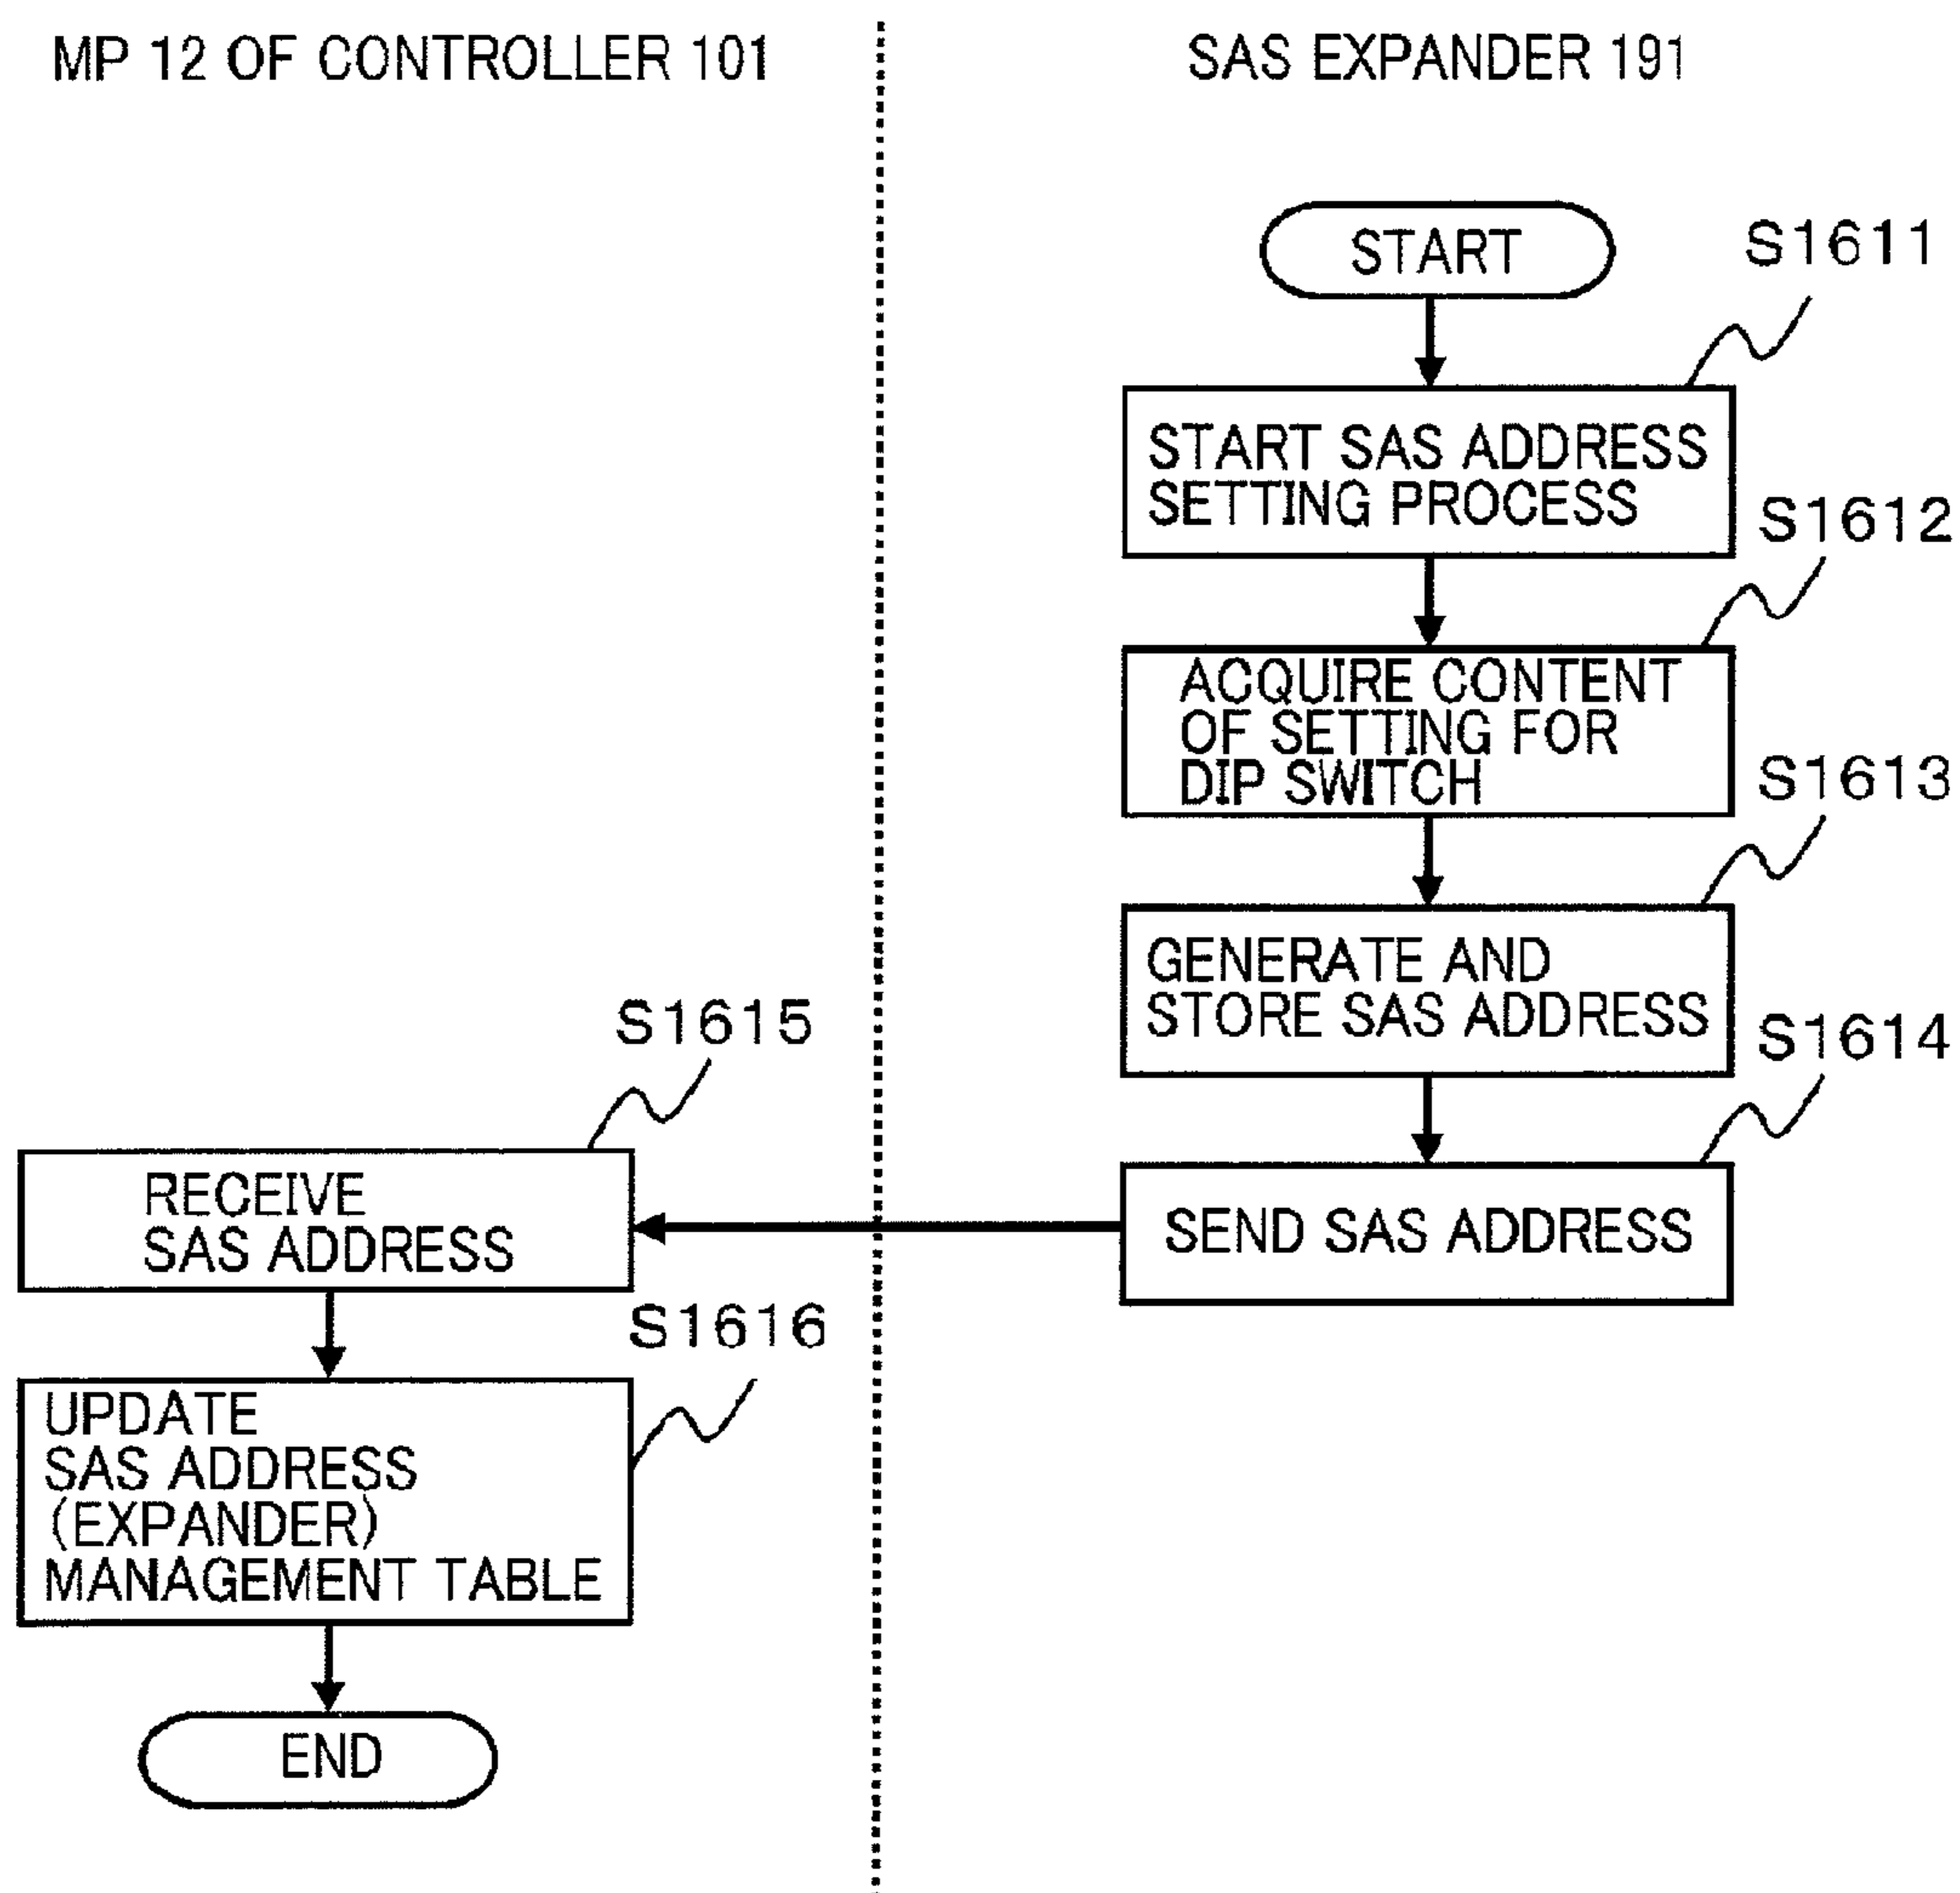 MP 12 OF CONTROLLER 101
SAS EXPANDER 191
START
S1611
START SAS ADDRESS
SETTING PROCESS
S1612
ACQUIRE CONTENT
OF SETTING FOR
DIP SWITCH
S1613
GENERATE AND
STORE SAS ADDRESS
S1614
SEND SAS ADDRESS
S1615
RECEIVE
SAS ADDRESS
S1616
UPDATE
SAS ADDRESS
(EXPANDER)
MANAGEMENT TABLE
END